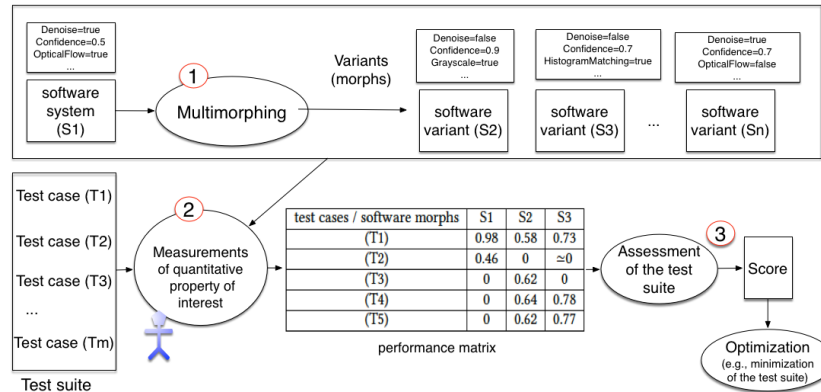 Denoise=true
Confidence=0.5
OpticalFlow=true
...
software
system
(S1)
1
Multimorphing
Variants
(morphs)
Denoise=false
Confidence=0.9
Grayscale=true
...
software
variant (S2)
Denoise=false
Confidence=0.7
HistogramMatching=true
...
software
variant (S3)
...
Denoise=true
Confidence=0.7
OpticalFlow=false
...
software
variant (Sn)
Test case (T1)
Test case (T2)
Test case (T3)
...
Test case (Tm)
Test suite
2
Measurements
of quantitative
property of
interest
test cases / software morphs S1 S2 S3
(T1) 0.98 0.58 0.73
(T2) 0.46 0 ≃0
(T3) 0 0.62 0
(T4) 0 0.64 0.78
(T5) 0 0.62 0.77
performance matrix
3
Assessment
of the test
suite
Score
Optimization
(e.g., minimization
of the test suite)